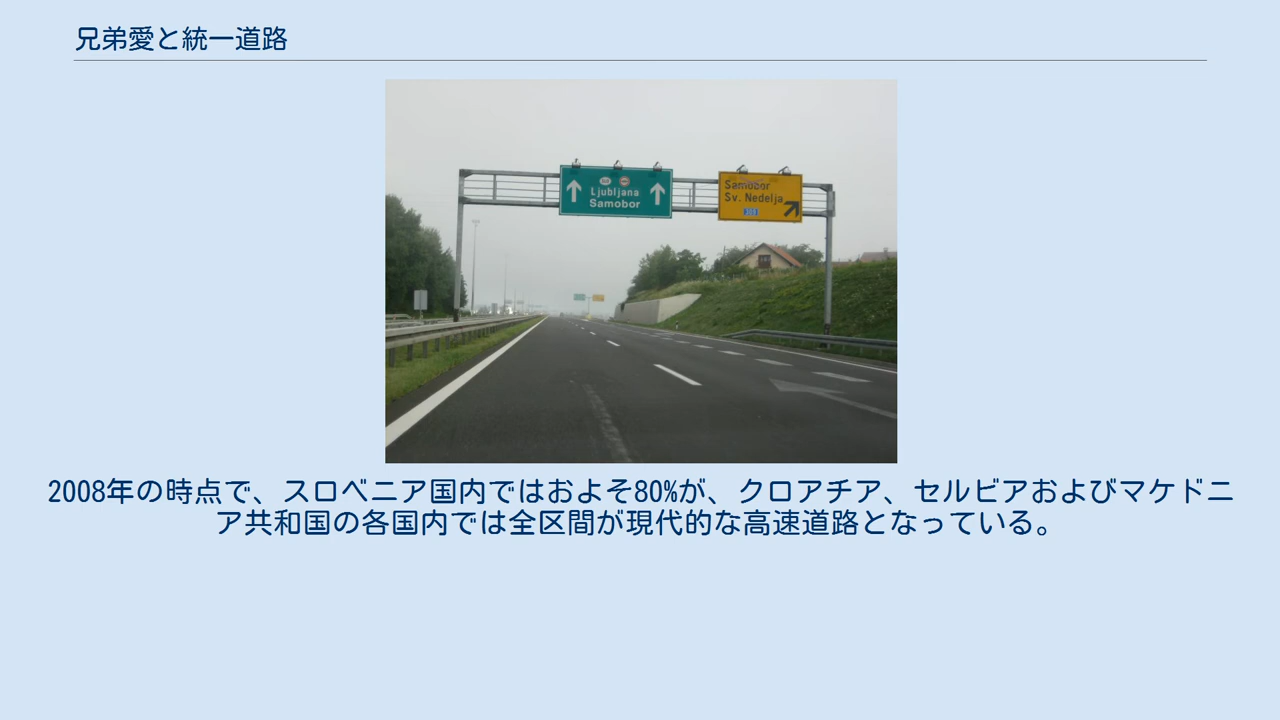 兄弟愛と統一道路
Ljubljana
Samobor
Samobor
Sv. Nedelja
2008年の時点で、スロベニア国内ではおよそ80%が、クロアチア、セルビアおよびマケドニ
ア共和国の各国内では全区間が現代的な高速道路となっている。